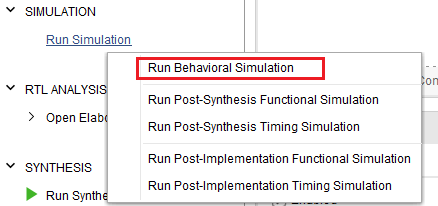 SIMULATION
Run Simulation
Run Behavioral Simulation
RTL ANALYSIS
Run Post-Synthesis Functional Simulation
Open Elabo
Run Post-Synthesis Timing Simulation
Run Post-Implementation Functional Simulation
SYNTHESIS
Run Synthe
Run Post-Implementation Timing Simulation